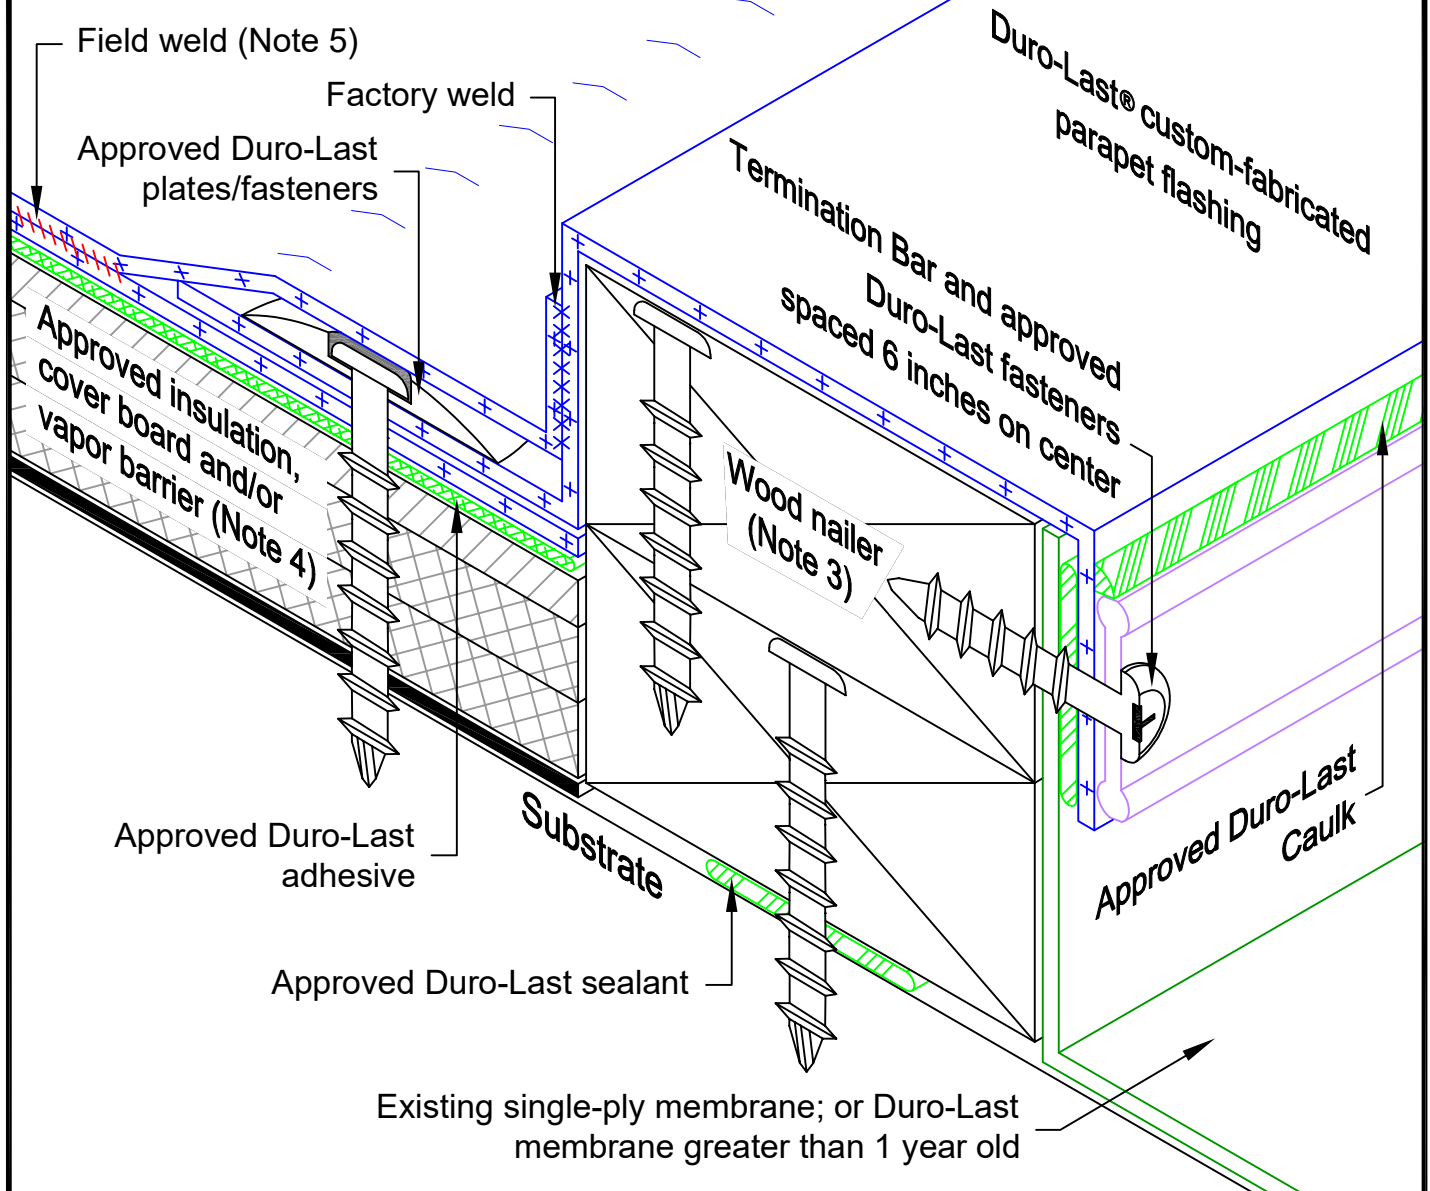 Field weld (Note 5)
Factory weld
Approved Duro-Last
plates/fasteners
Duro-Last® custom-fabricated
parapet flashing
Termination Bar and approved
Duro-Last fasteners
spaced 6 inches on center
Approved insulation,
cover board and/or
vapor barrier (Note 4)
Wood nailer
(Note 3)
Approved Duro-Last
adhesive
Substrate
Approved Duro-Last
Caulk
Approved Duro-Last sealant
Existing single-ply membrane; or Duro-Last
membrane greater than 1 year old